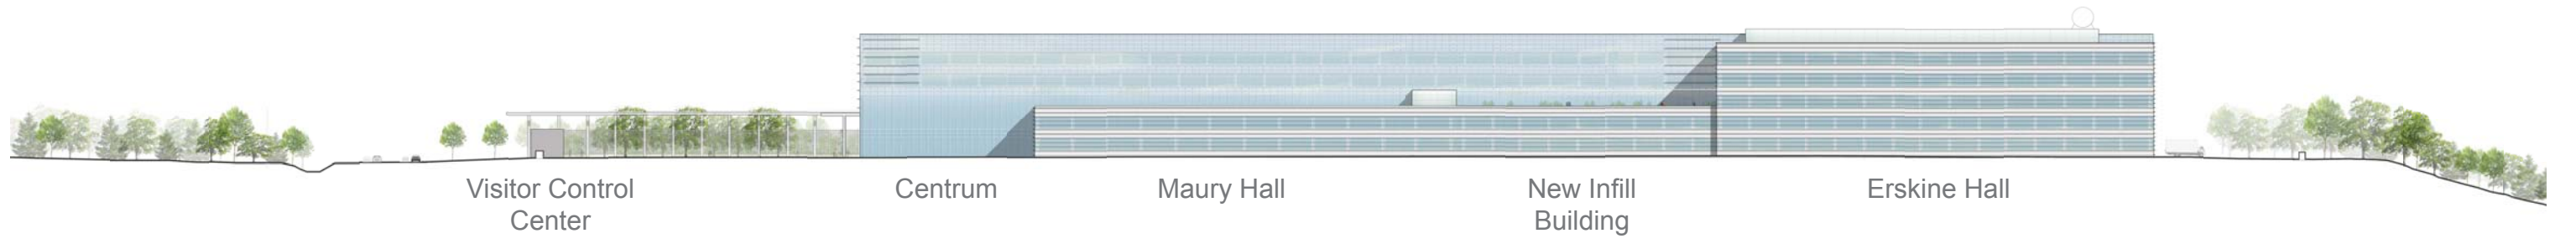 Visitor Control
Center
Centrum
Maury Hall
New Infill
Building
Erskine Hall